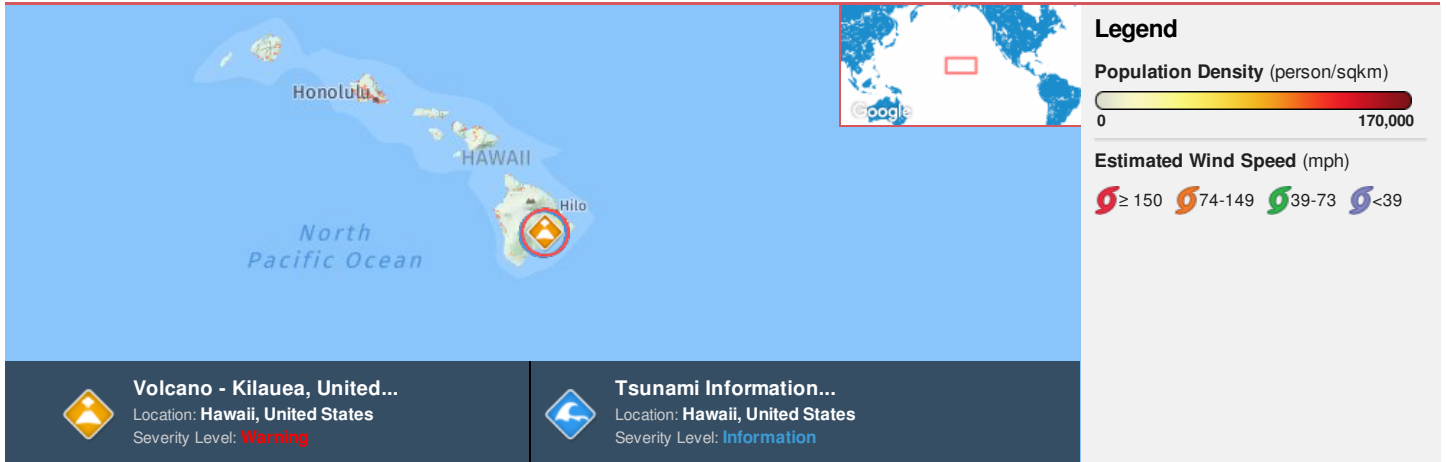 Honolulu
HAWAII
Hilo
North
Pacific Ocean
Google
Legend
Population Density (person/sqkm)
0 170,000
Estimated Wind Speed (mph)
≥ 150 74-149 39-73 <39
Volcano - Kilauea, United...
Location: Hawaii, United States
Severity Level: Warning
Tsunami Information...
Location: Hawaii, United States
Severity Level: Information